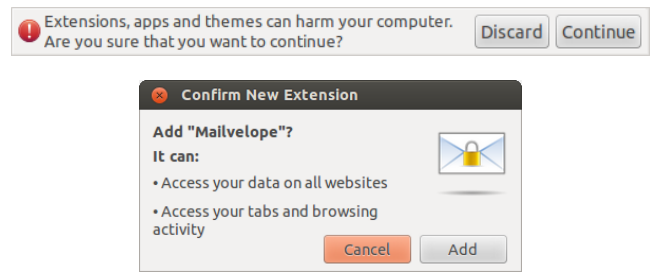 Extensions, apps and themes can harm your computer.
Are you sure that you want to continue?
Discard Continue
Confirm New Extension
Add "Mailvelope"?
It can:
• Access your data on all websites
• Access your tabs and browsing
activity
Cancel Add